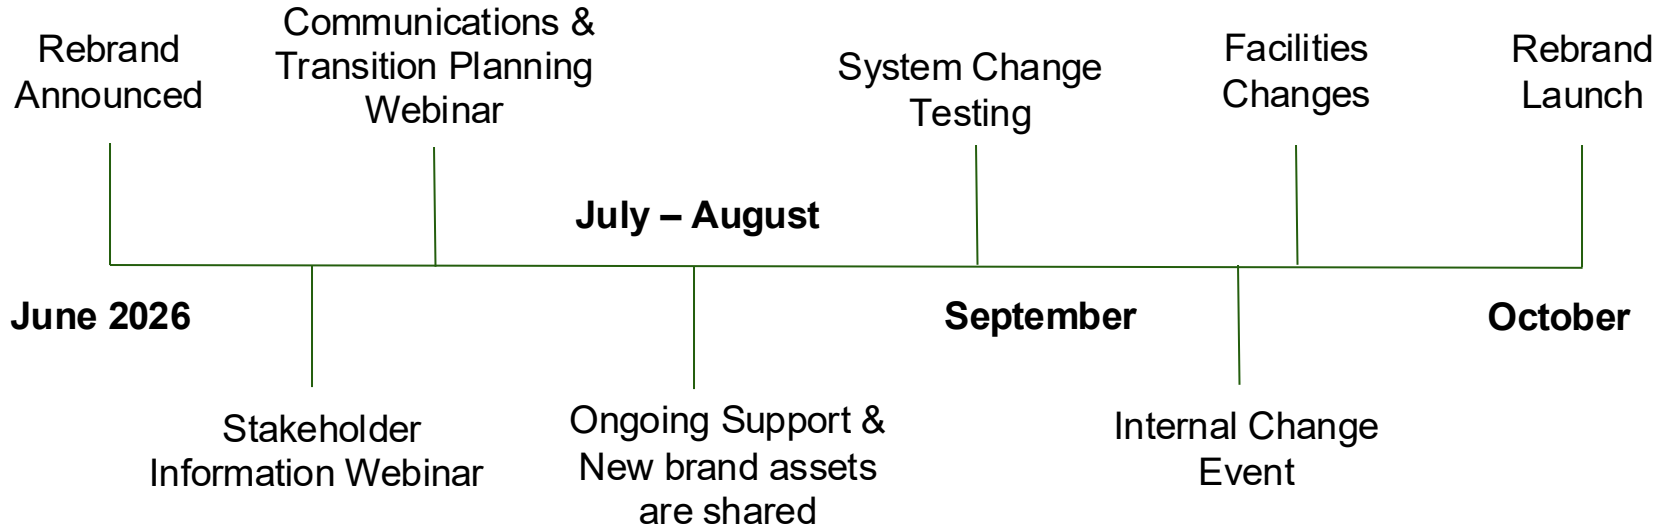 Rebrand
Announced
Communications &
Transition Planning
Webinar
System Change
Testing
Facilities
Changes
Rebrand
Launch
July – August
June 2026
September
October
Stakeholder
Information Webinar
Ongoing Support &
New brand assets
are shared
Internal Change
Event